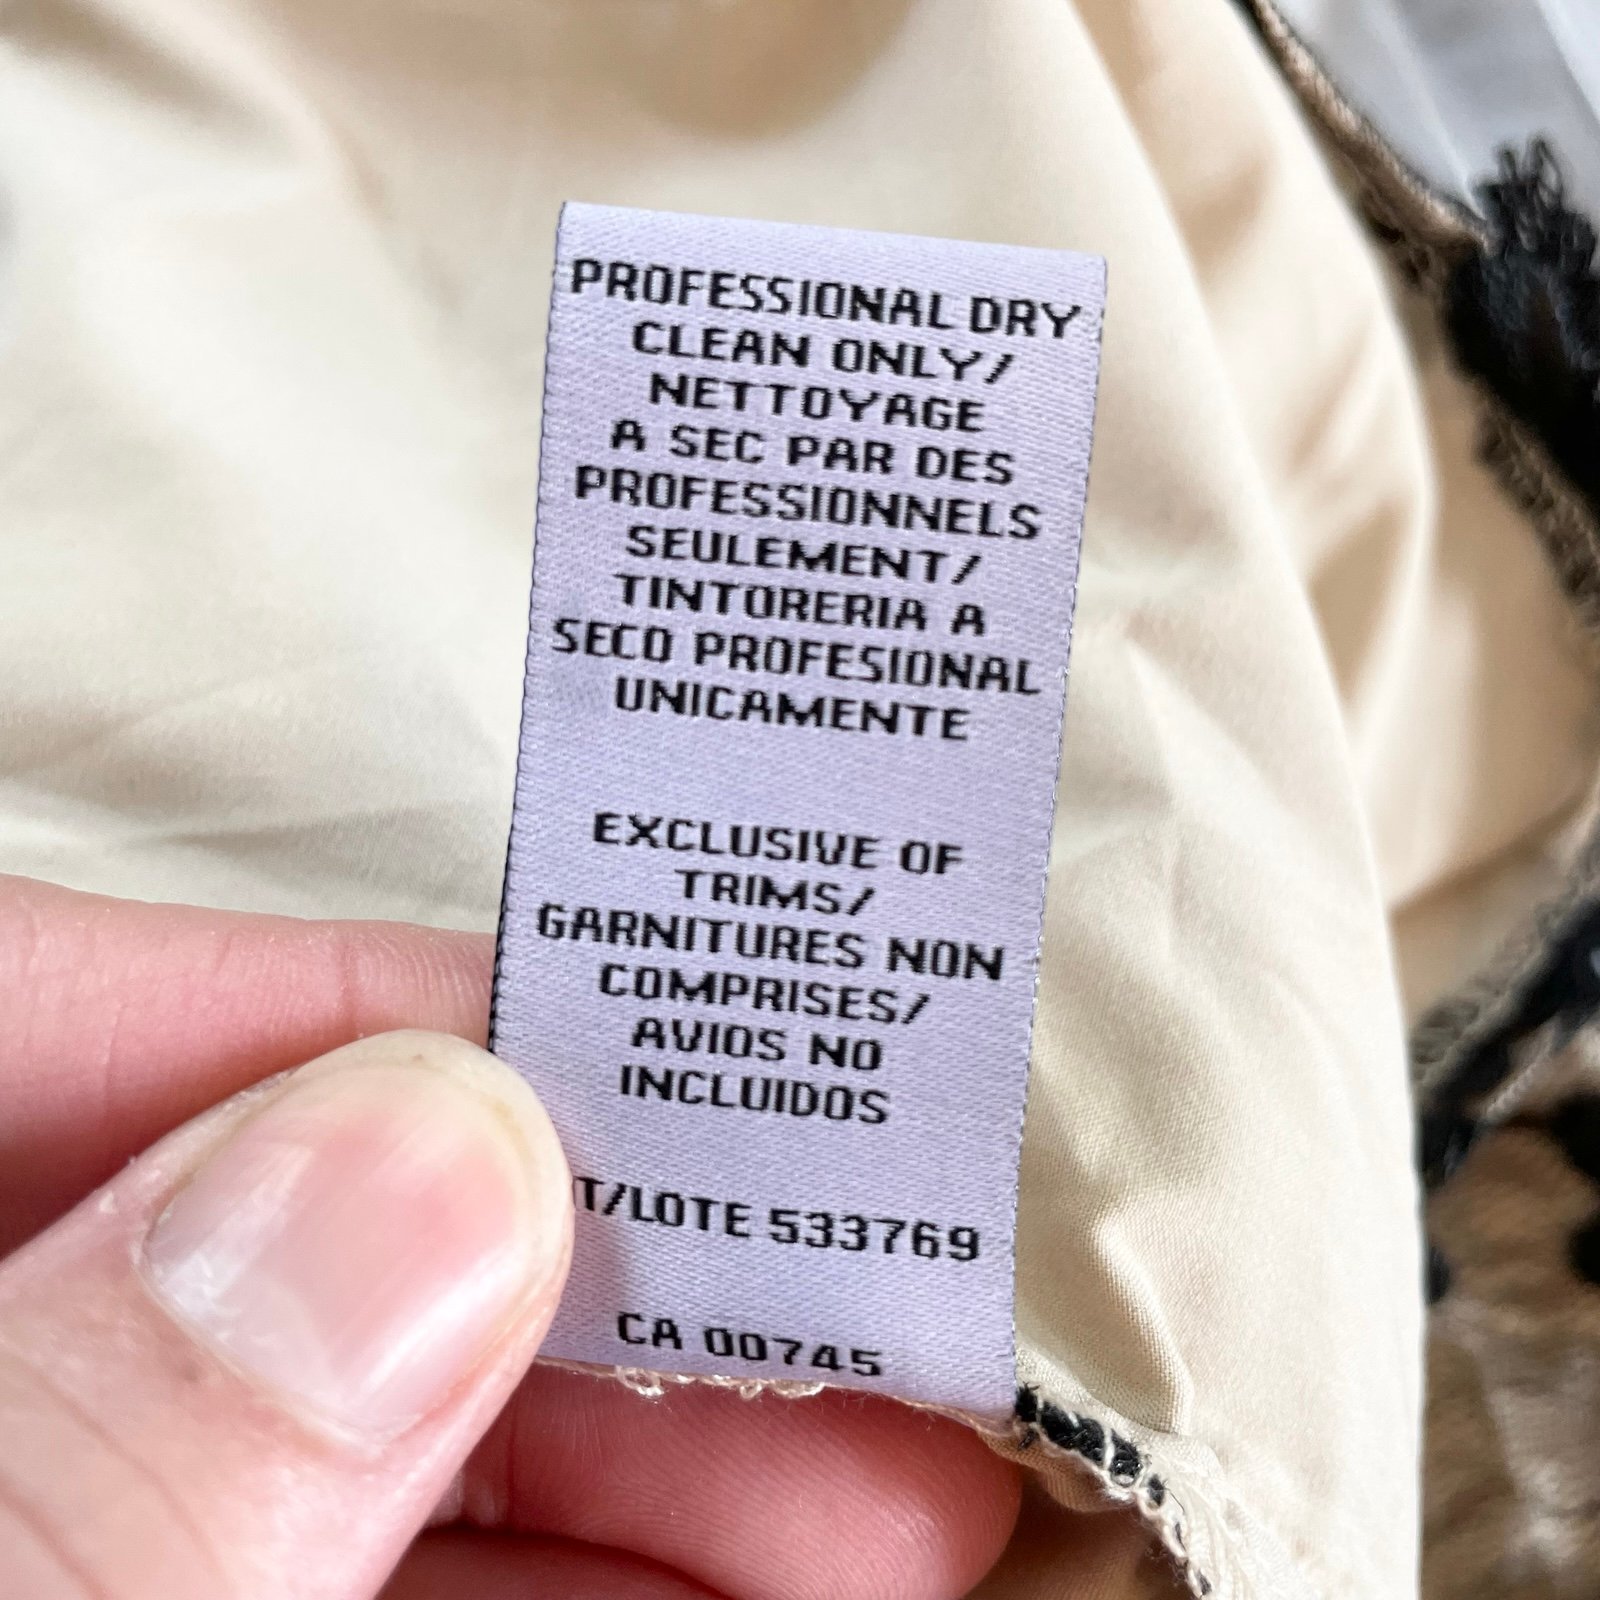 PROFESSIONAL DRY
CLEAN ONLY/
NETTOYAGE
A SEC PAR DES
PROFESSIONNELS
SEULEMENT/
TINTORERIA A
SECO PROFESIONAL
UNICAMENTE
EXCLUSIVE OF
TRIMS/
GARNITURES NON
COMPRISES/
AVIOS NO
INCLUIDOS
T/LOTE 533769
CA 00745